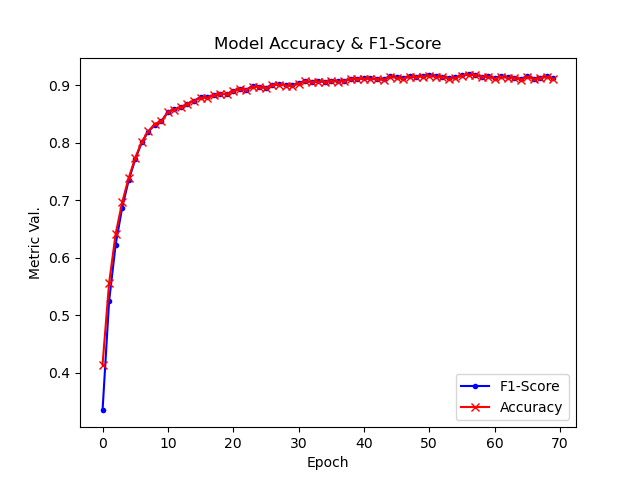 Model Accuracy & F1-Score
Metric Val.
0.9
0.8
0.7
0.6
0.5
0.4
F1-Score
Accuracy
0 10 20 30 40 50 60 70
Epoch